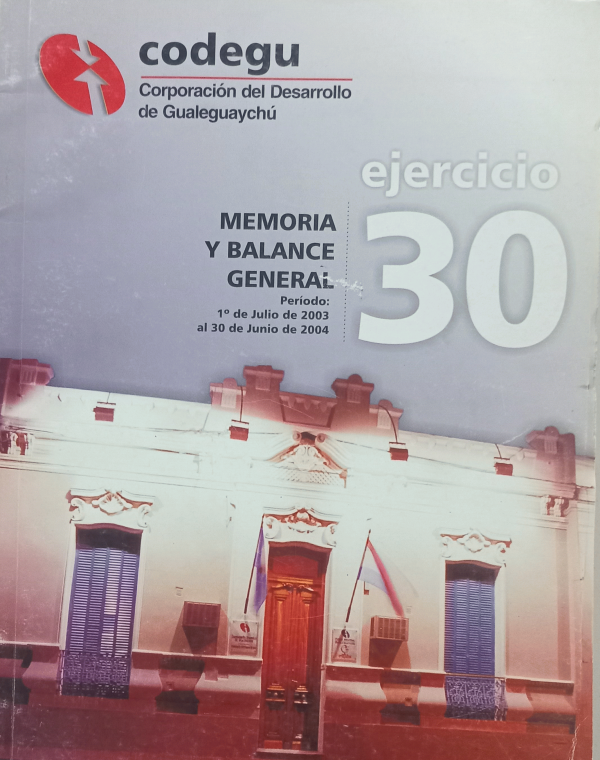 codegu
Corporación del Desarrollo
de Gualeguaychú
ejercicio
30
MEMORIA
Y BALANCE
GENERAL
Período:
1º de Julio de 2003
al 30 de Junio de 2004